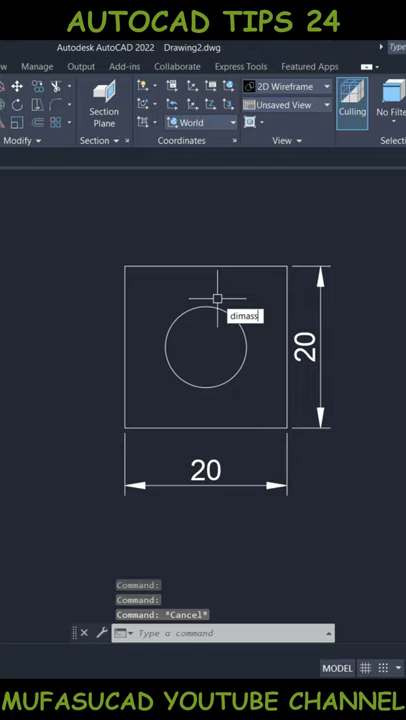 AUTOCAD TIPS 24
Autodesk AutoCAD 2022 Drawing2.dwg
Manage Output Add-ins Collaborate Express Tools Featured Apps
2D Wireframe
Unsaved View
World
Section
Plane
Culling
No Filte
Modify Section Coordinates View Selecti
dimass
20
20
Command:
Command:
Command: *Cancel*
Type a command
MODEL
MUFASUCAD YOUTUBE CHANNEL